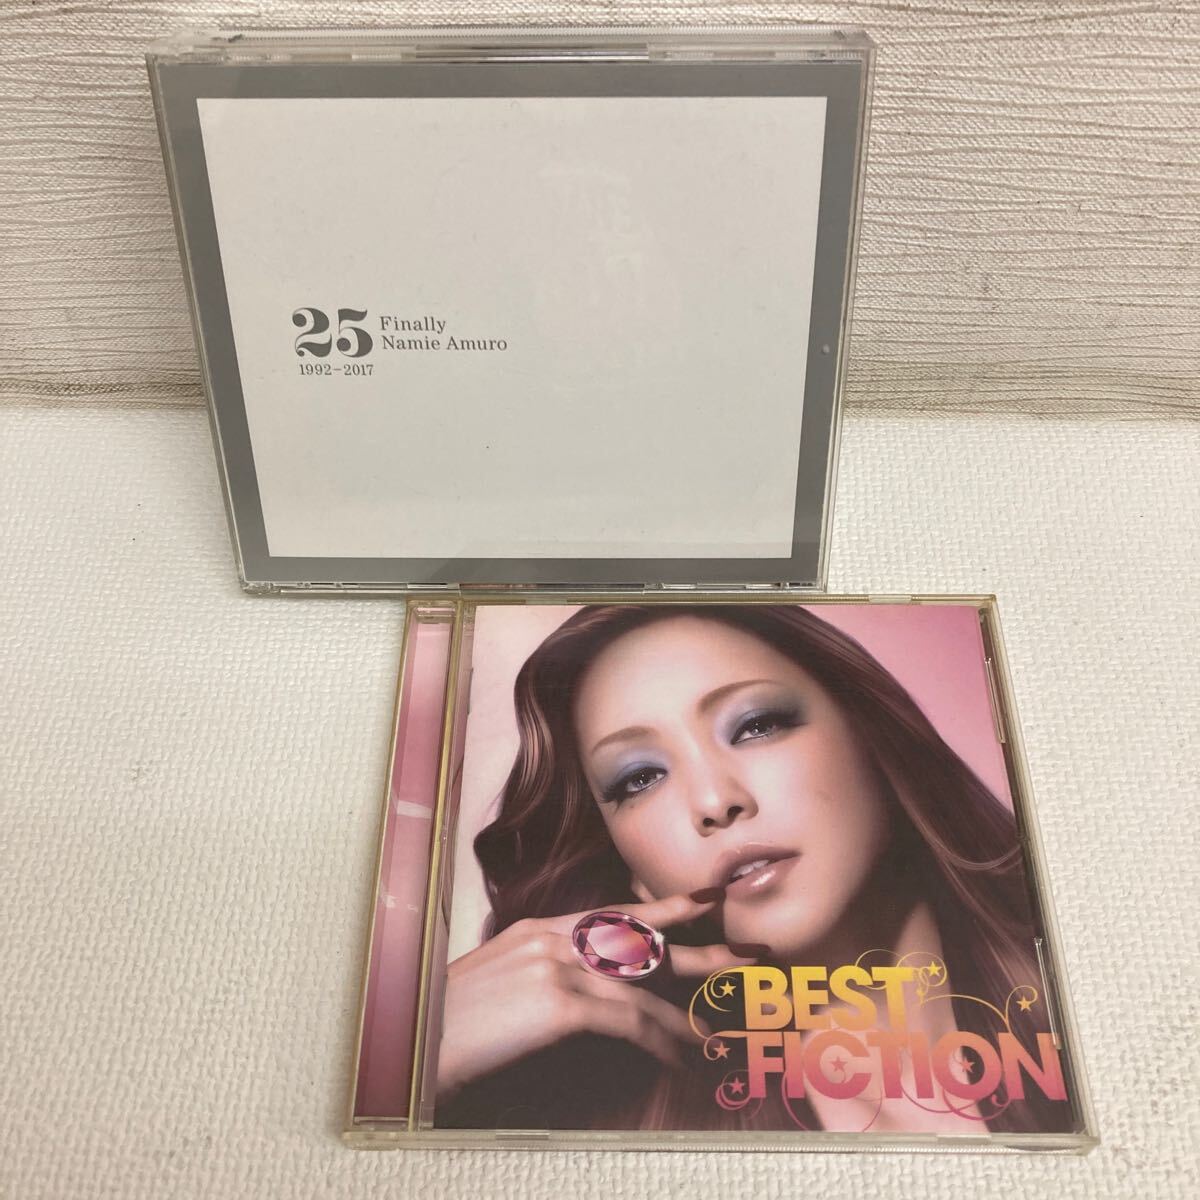 25
Finally
Namie Amuro
1992-2017
BEST
FICTION